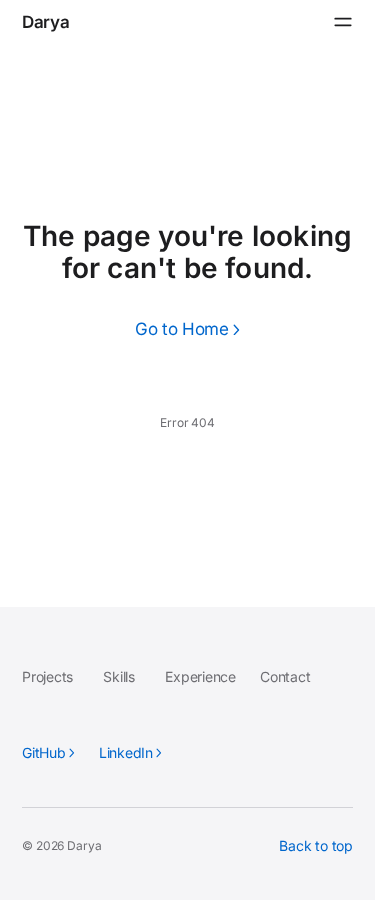 Darya
The page you're looking
for can't be found.
Go to Home
Error 404
Projects Skills Experience Contact
GitHub LinkedIn
© 2026 Darya Back to top